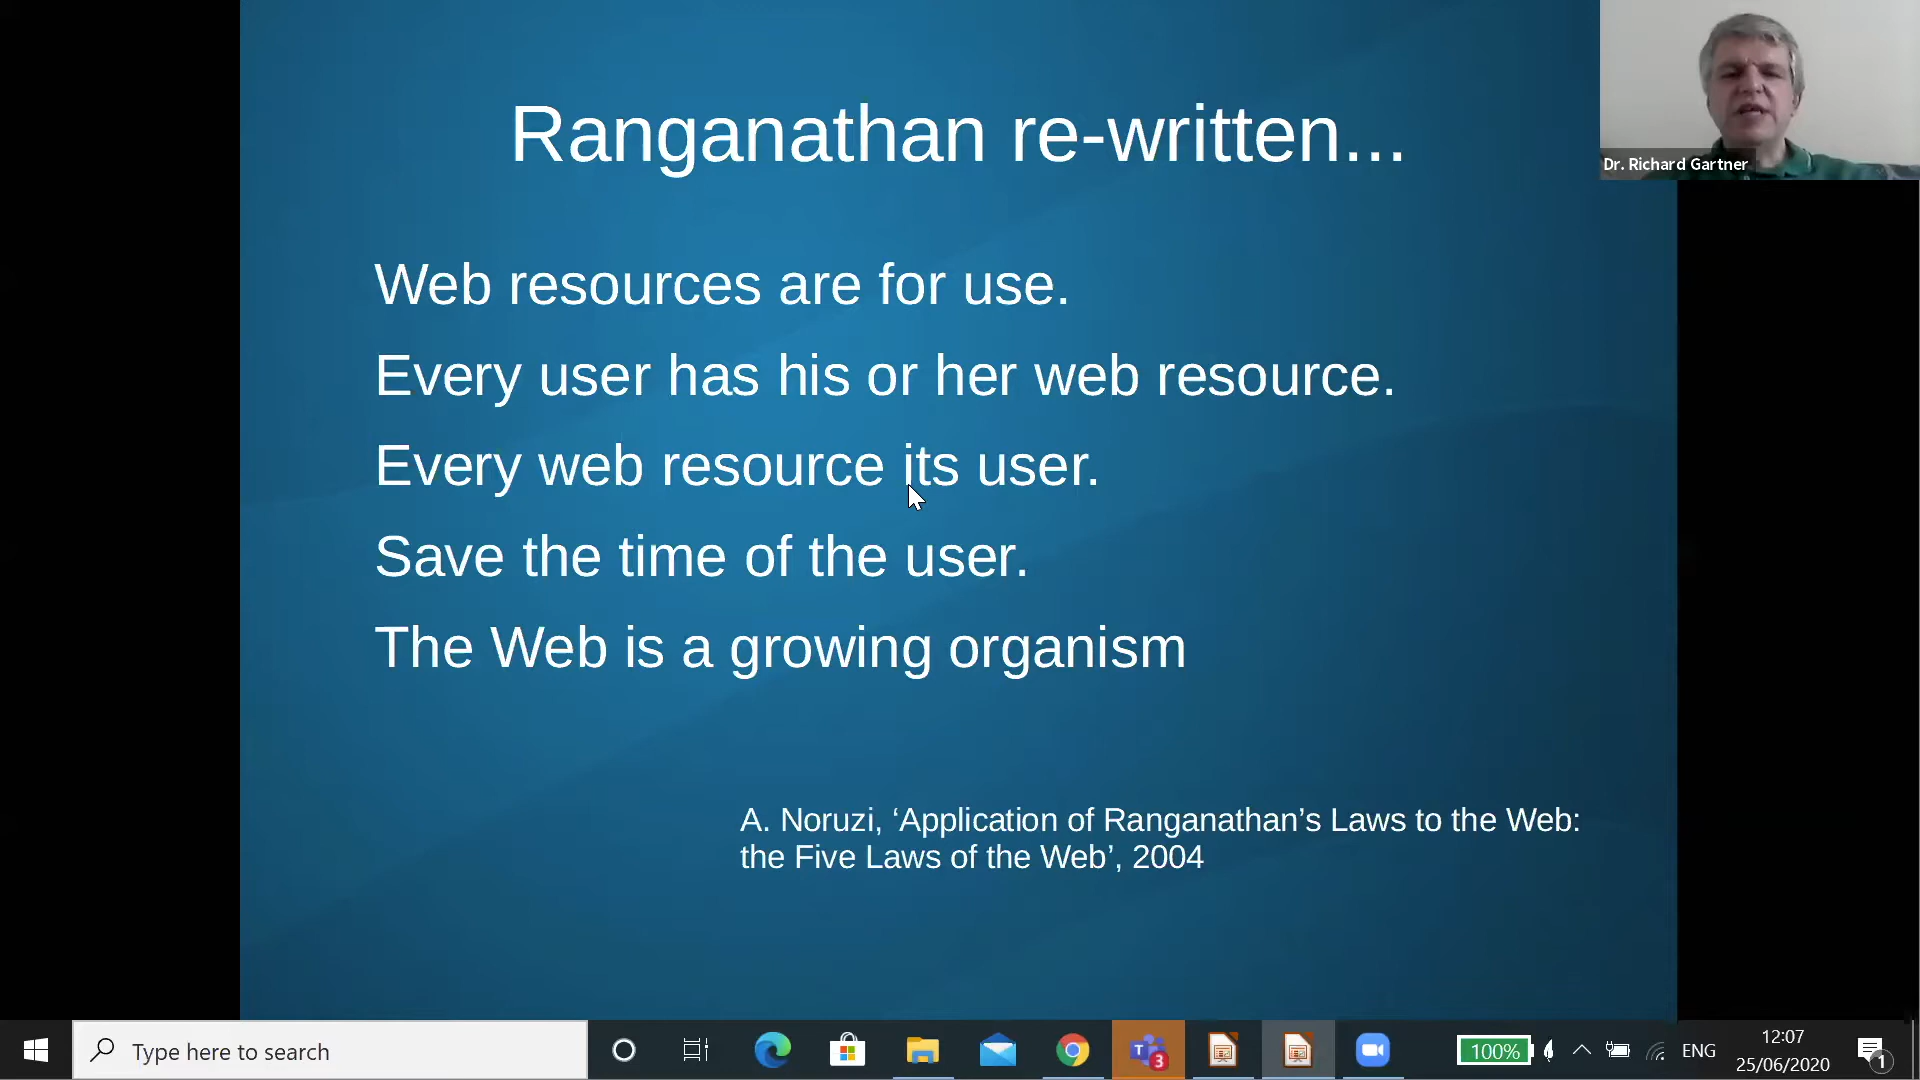 Ranganathan re-written...
Dr. Richard Gartner
Web resources are for use.
Every user has his or her web resource.
Every web resource its user.
Save the time of the user.
The Web is a growing organism
A. Noruzi, ‘Application of Ranganathan’s Laws to the Web:
the Five Laws of the Web’, 2004
Type here to search
T
3
100%
ENG
12:07
25/06/2020
1